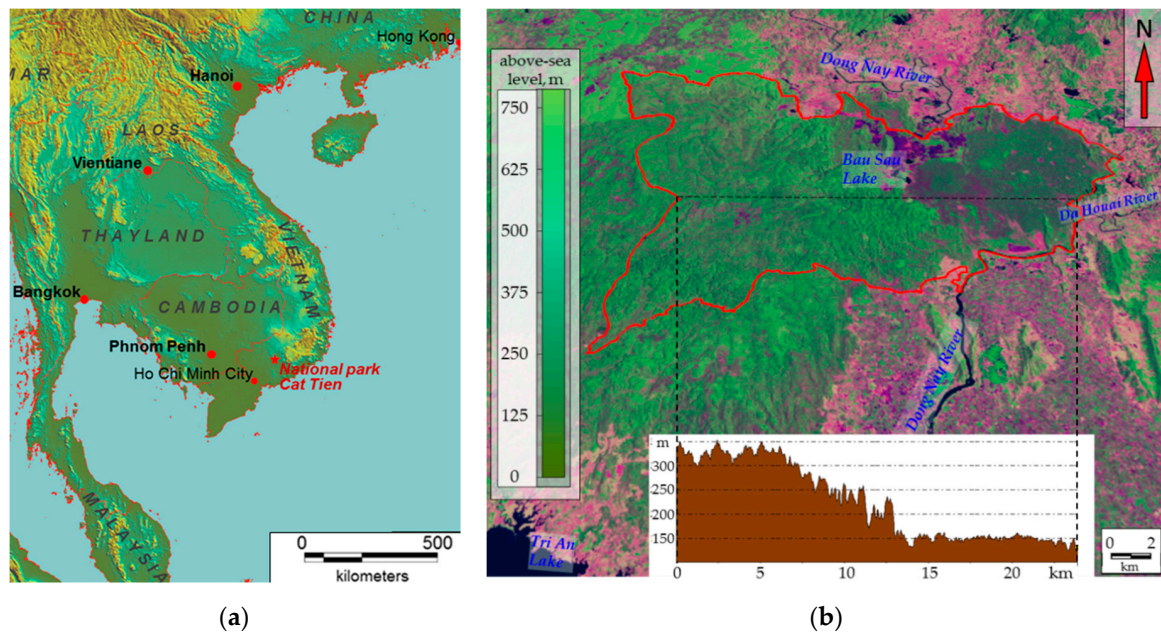 CHINA
Hong Kong
MAR
Hanoi
LAOS
Vientiane
THAYLAND
VIETNAM
Bangkok
CAMBODIA
Phnom Penh
Ho Chi Minh City
National park
Cat Tien
MALAYSIA
0 500
kilometers
(a)
above-sea
level, m
750
625
500
375
250
125
0
Dong Nay River
N
Bau Sau
Lake
Da Houai River
Dong Nay River
Tri An
Lake
m
300
250
200
150
0 5 10 15 20 km
0 2
km
(b)